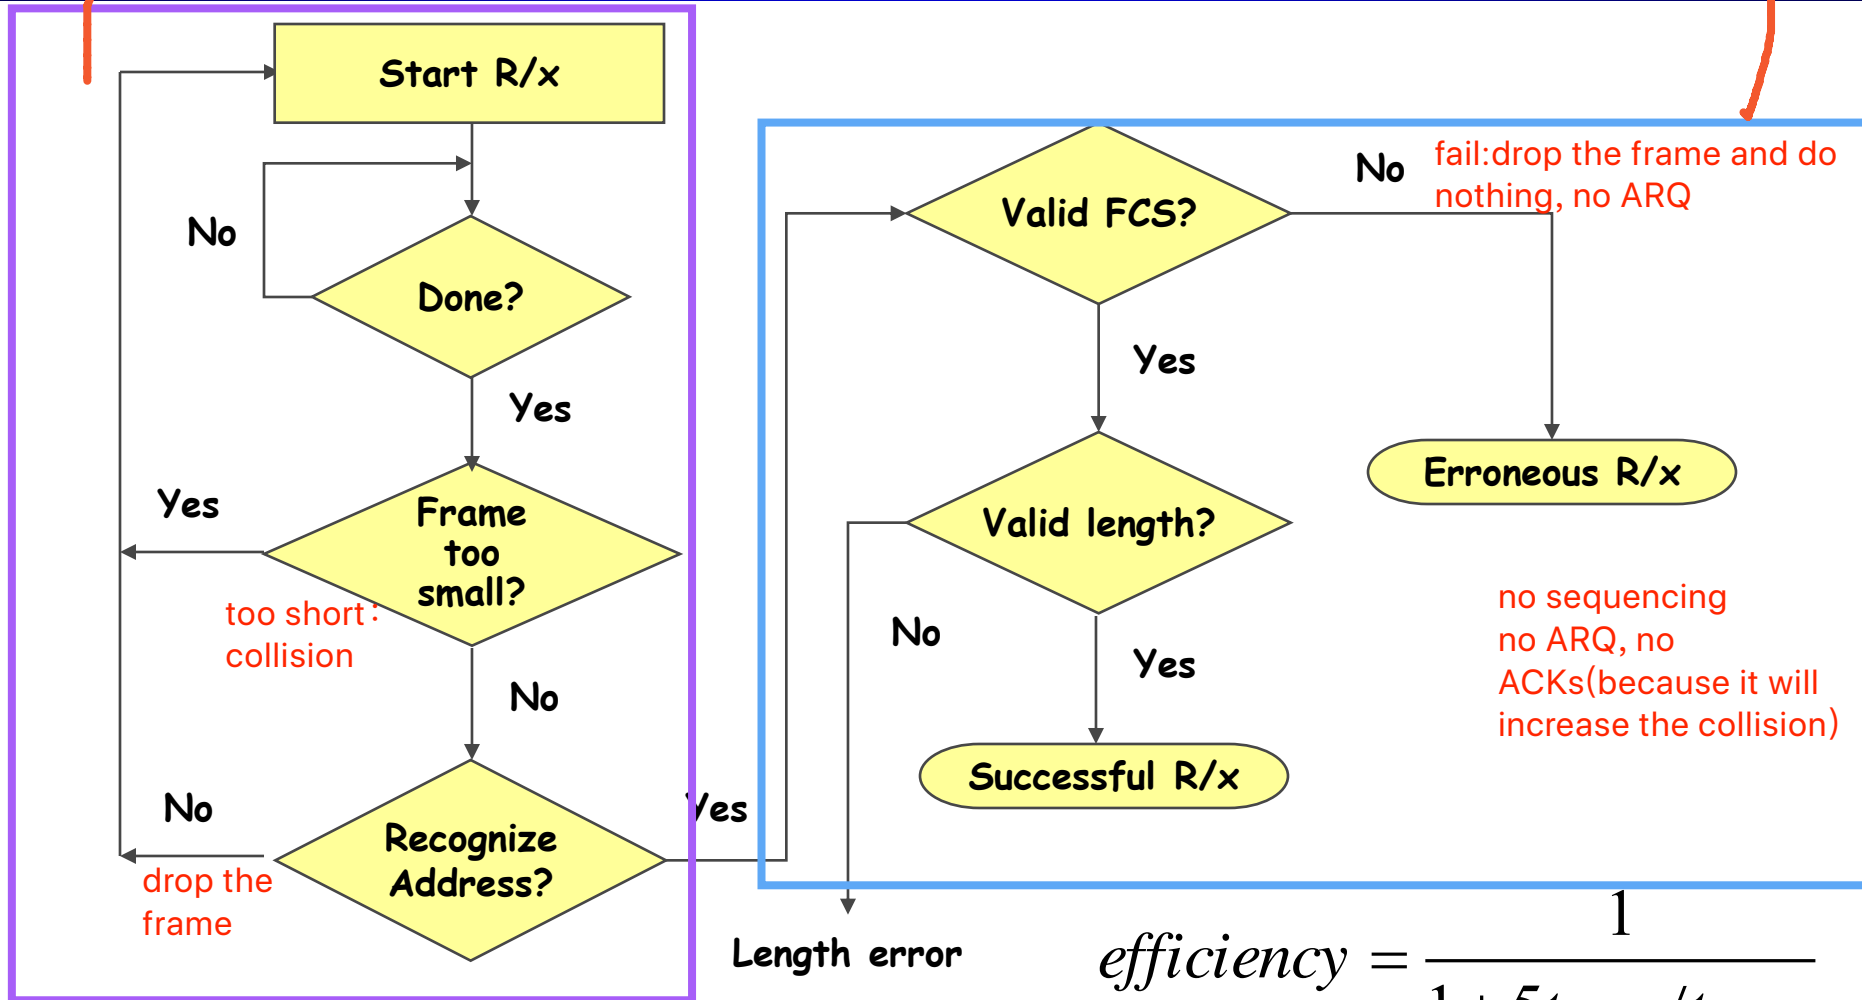 Start R/x
No
Done?
Yes
Yes
Frame
too
small?
too short:
collision
No
No
Recognize
Address?
drop the
frame
Yes
Valid FCS?
No
fail:drop the frame and do
nothing, no ARQ
Yes
Erroneous R/x
Valid length?
No
Yes
Successful R/x
no sequencing
no ARQ, no
ACKs(because it will
increase the collision)
Length error
efficiency = 1